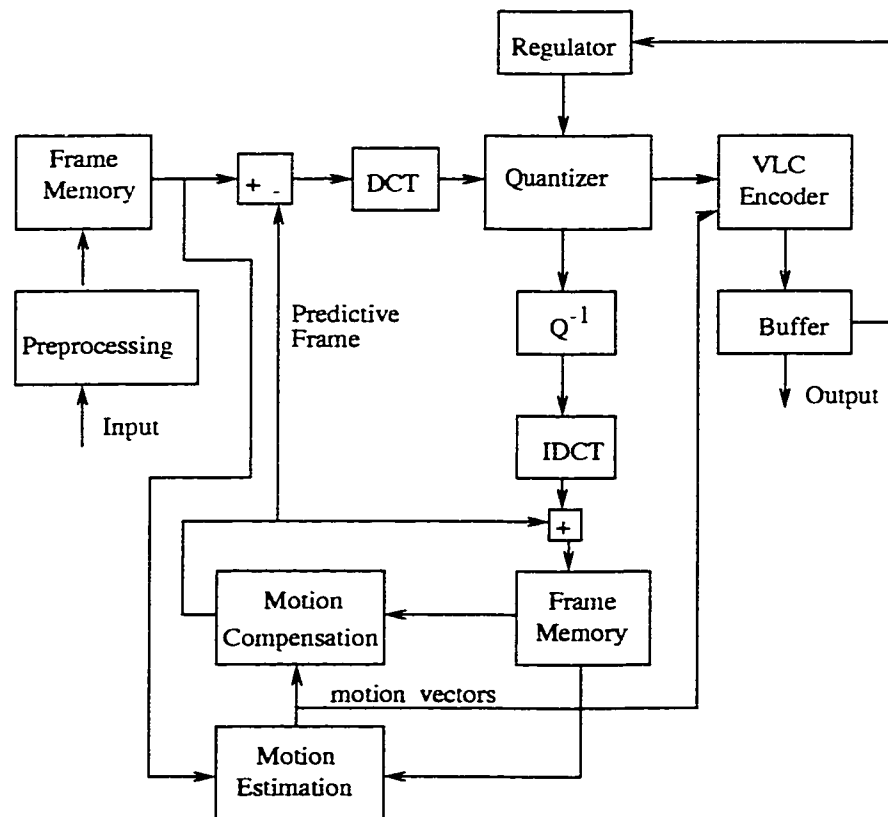 Regulator
Frame
Memory
+ -
DCT
Quantizer
VLC
Encoder
Preprocessing
Predictive
Frame
Q⁻¹
Buffer
Input
Output
IDCT
+
Motion
Compensation
Frame
Memory
motion vectors
Motion
Estimation